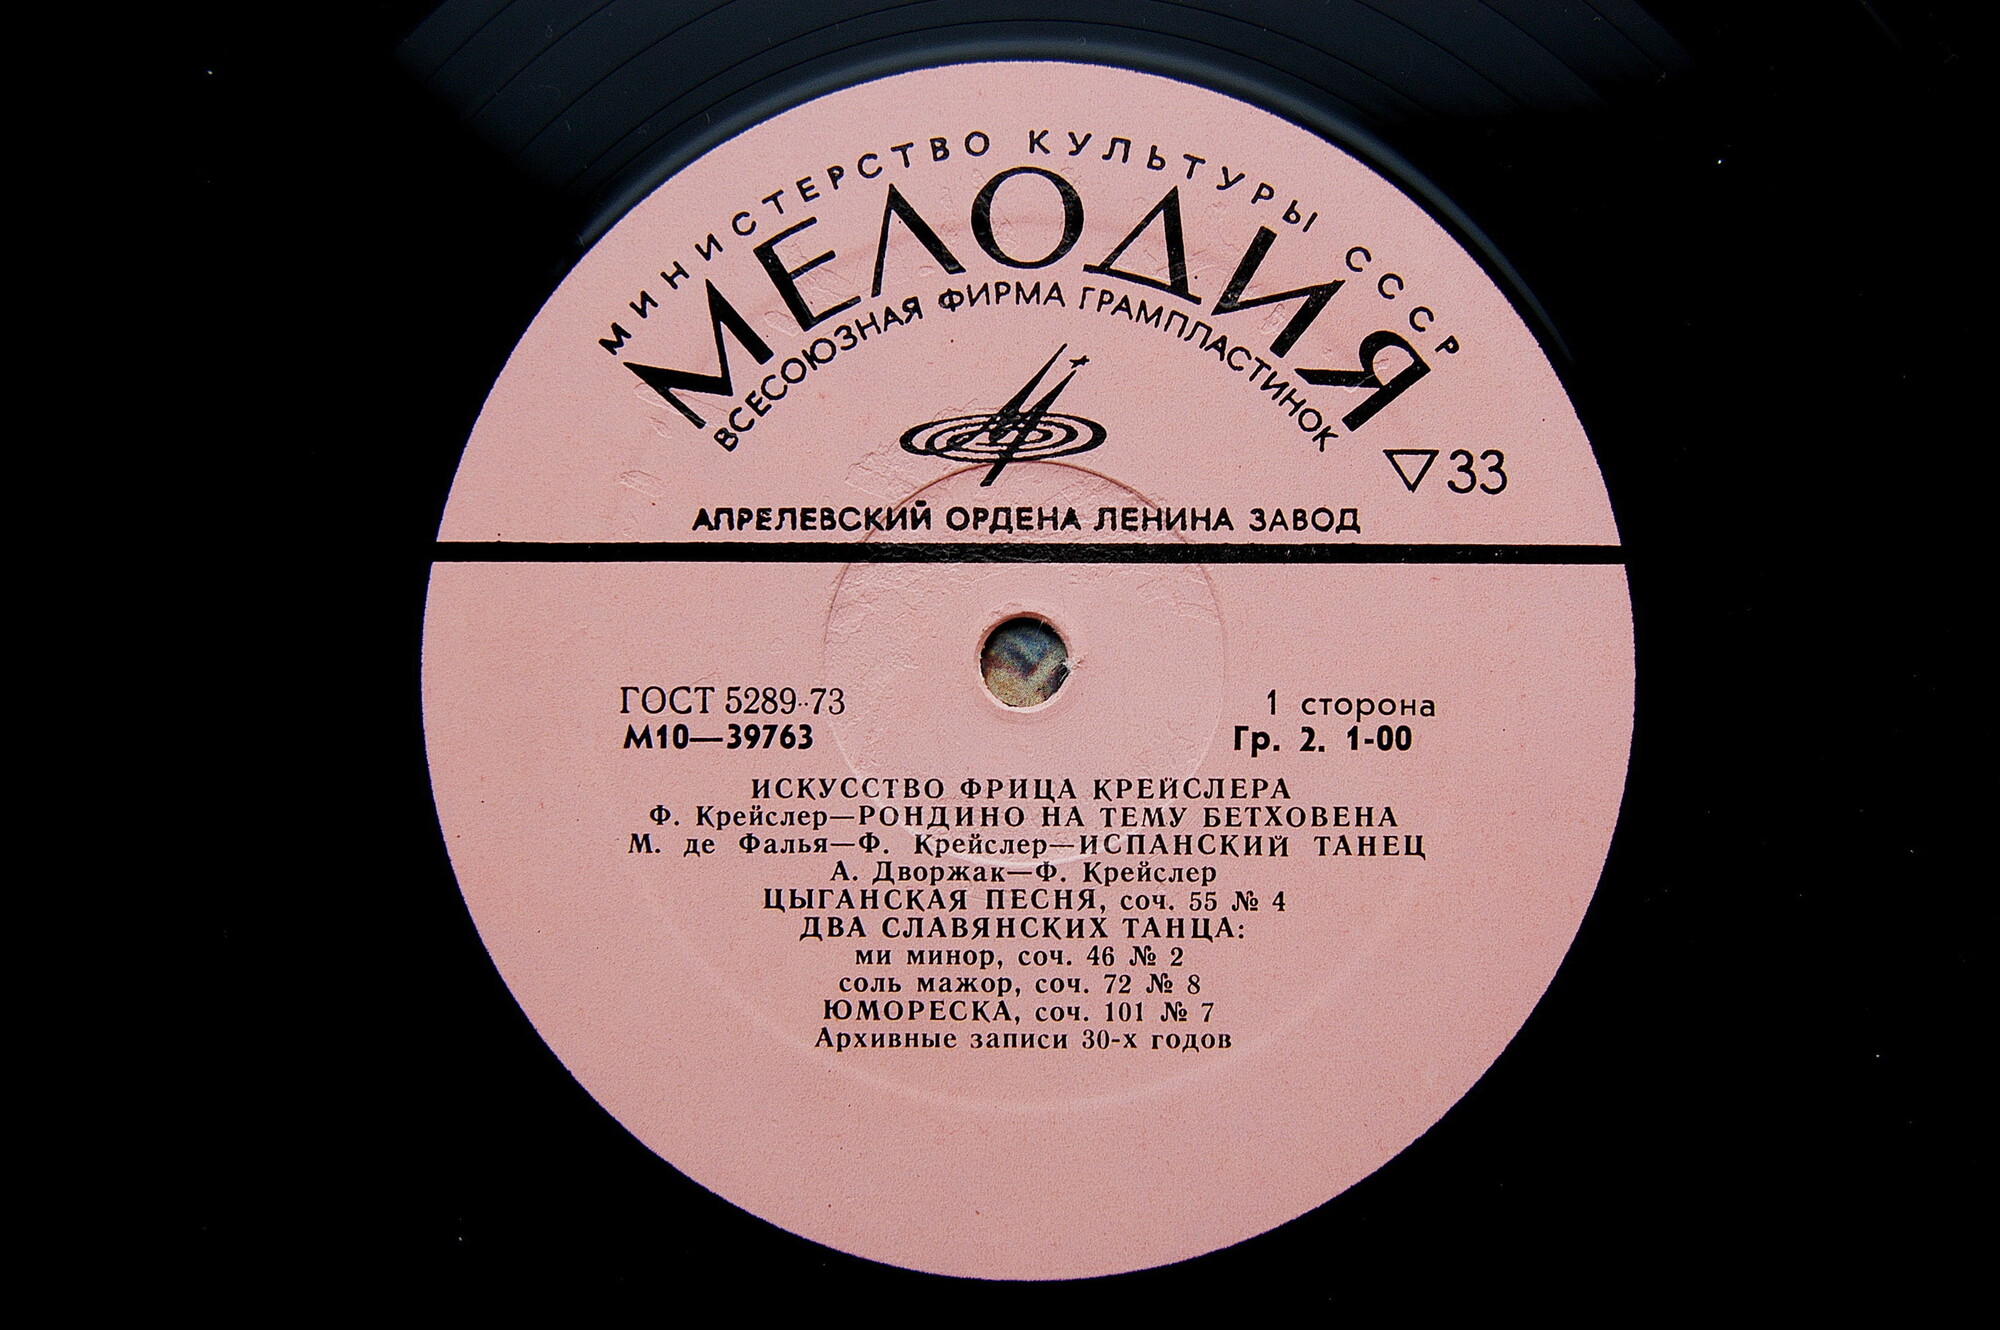 МИНИСТЕРСТВО КУЛЬТУРЫ СССР
МЕЛОДИЯ
ВСЕСОЮЗНАЯ ФИРМА ГРАМПЛАСТИНОК
33
АПРЕЛЕВСКИЙ ОРДЕНА ЛЕНИНА ЗАВОД
ГОСТ 5289-73
1 сторона
М10—39763
Гр. 2. 1-00
ИСКУССТВО ФРИЦА КРЕЙСЛЕРА
Ф. Крейслер—РОНДИНО НА ТЕМУ БЕТХОВЕНА
М. де Фалья—Ф. Крейслер—ИСПАНСКИЙ ТАНЕЦ
А. Дворжак—Ф. Крейслер
ЦЫГАНСКАЯ ПЕСНЯ, соч. 55 № 4
ДВА СЛАВЯНСКИХ ТАНЦА:
ми минор, соч. 46 № 2
соль мажор, соч. 72 № 8
ЮМОРЕСКА, соч. 101 № 7
Архивные записи 30-х годов